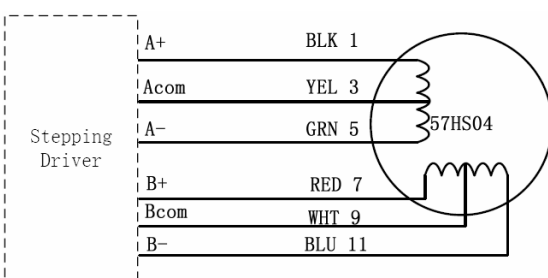 A+ BLK 1
Acom YEL 3
A- GRN 5
57HS04
Stepping
Driver
B+ RED 7
Bcom WHT 9
B- BLU 11